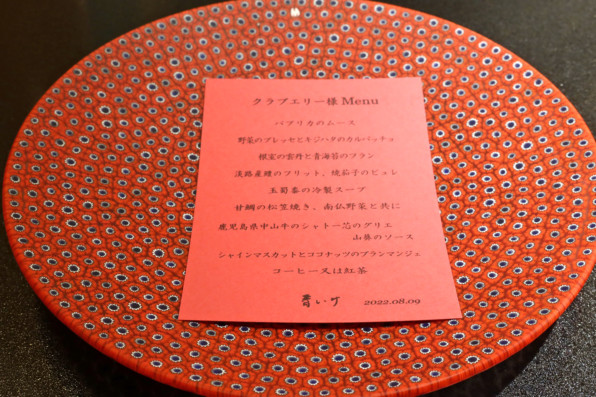 クラブエリー様 Menu
パプリカのムース
野菜のプレッセとキジハタのカルパッチョ
根室の雲丹と青海苔のフラン
淡路産鱧のフリット、焼茄子のピュレ
玉蜀黍の冷製スープ
甘鯛の松笠焼き、南仏野菜と共に
鹿児島県中山牛のシャトー芯のグリエ
山葵のソース
シャインマスカットとココナッツのブランマンジェ
コーヒー又は紅茶
2022.08.09